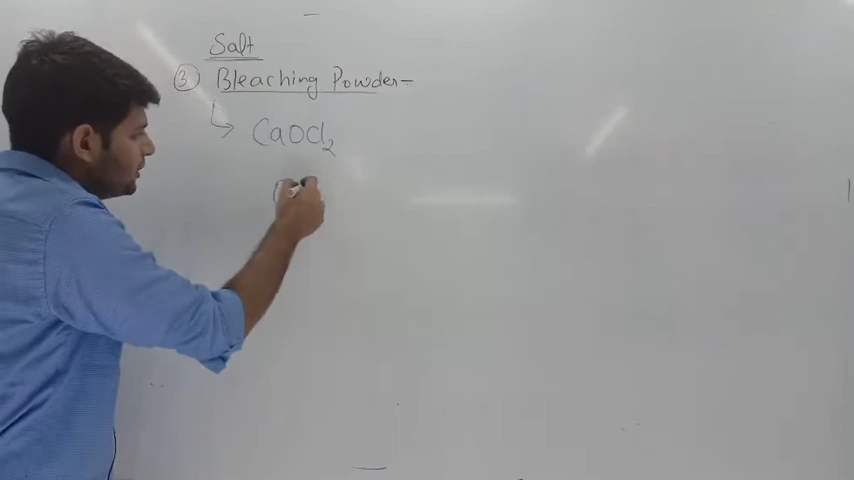 Salt
③ Bleaching Powder -
↳ CaOCl₂